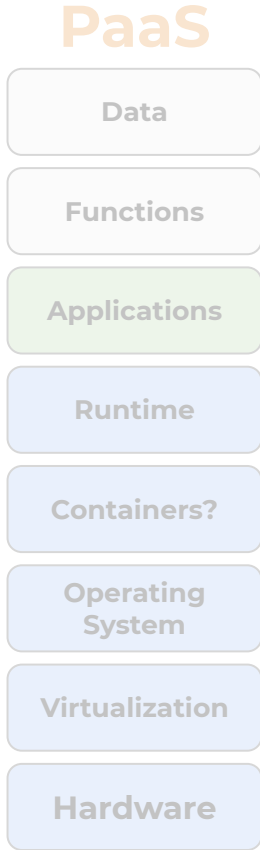 PaaS
Data
Functions
Applications
Runtime
Containers?
Operating
System
Virtualization
Hardware